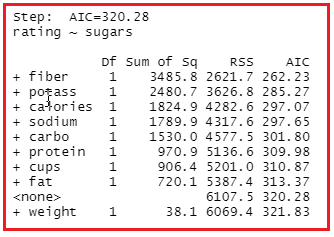 Step: AIC=320.28
rating ~ sugars
Df Sum of Sq RSS AIC
+ fiber 1 3485.8 2621.7 262.23
+ potass 1 2480.7 3626.8 285.27
+ calories 1 1824.9 4282.6 297.07
+ sodium 1 1789.9 4317.6 297.65
+ carbo 1 1530.0 4577.5 301.80
+ protein 1 970.9 5136.6 309.98
+ cups 1 906.4 5201.0 310.87
+ fat 1 720.1 5387.4 313.37
<none> 6107.5 320.28
+ weight 1 38.1 6069.4 321.83